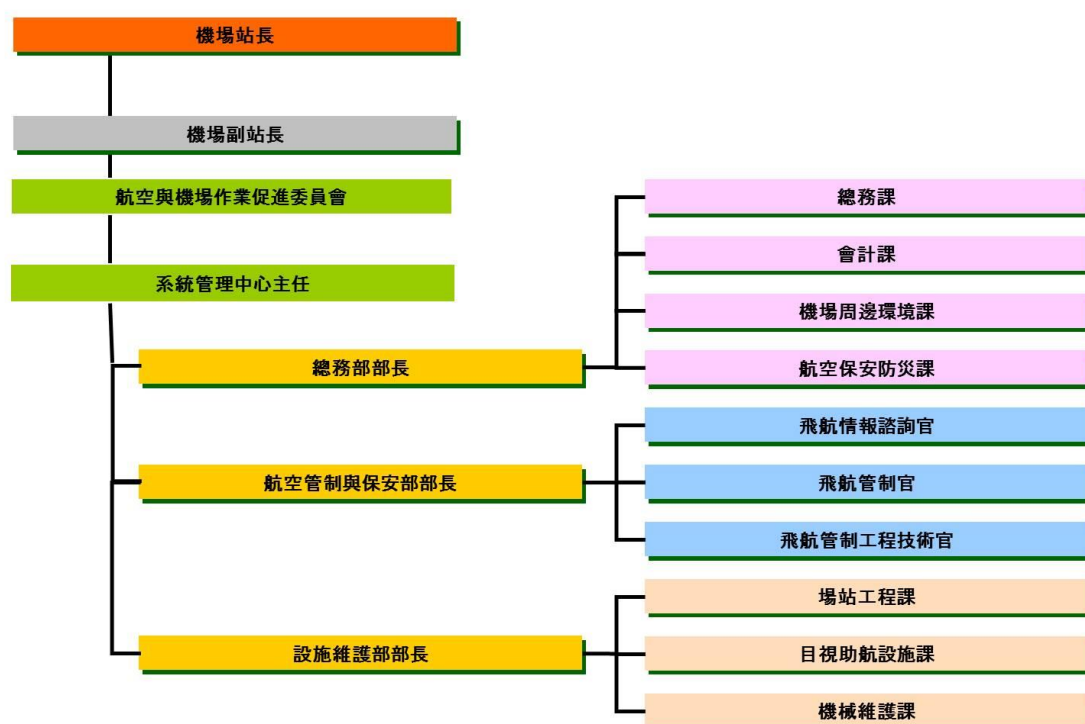 機場站長
機場副站長
航空與機場作業促進委員會
系統管理中心主任
總務部部長
總務課
會計課
機場周邊環境課
航空保安防災課
航空管制與保安部部長
飛航情報諮詢官
飛航管制官
飛航管制工程技術官
設施維護部部長
場站工程課
目視助航設施課
機械維護課